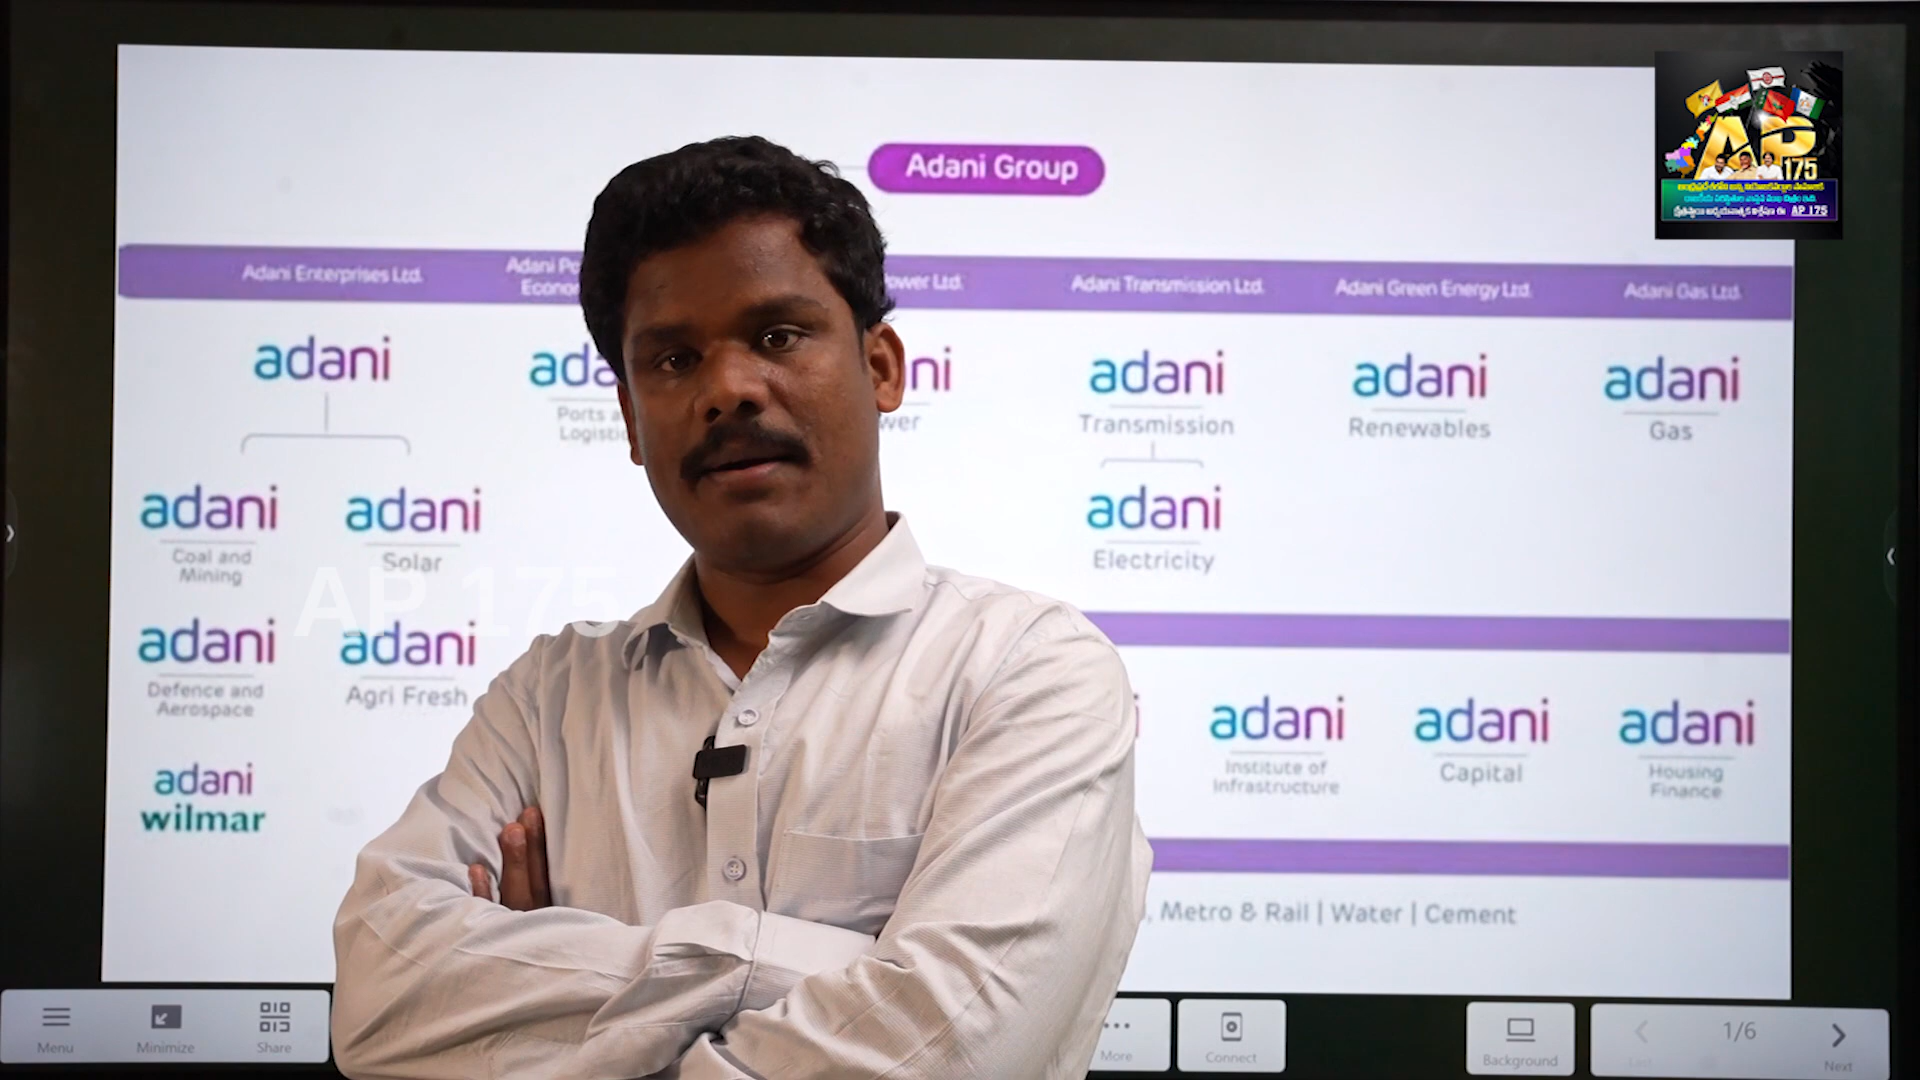 AP
175
AP 175
Adani Group
Adani Enterprises Ltd.
Adani Po
Econo
ower Ltd.
Adani Transmission Ltd.
Adani Green Energy Ltd.
Adani Gas Ltd.
adani
ada
Ports a
Logistic
ni
wer
adani
Transmission
adani
Renewables
adani
Gas
adani
Coal and
Mining
adani
Solar
adani
Electricity
AP 175
adani
Defence and
Aerospace
adani
Agri Fresh
adani
wilmar
adani
Institute of
Infrastructure
adani
Capital
adani
Housing
Finance
, Metro & Rail | Water | Cement
Menu
Minimize
Share
More
Connect
Background
1/6
Next